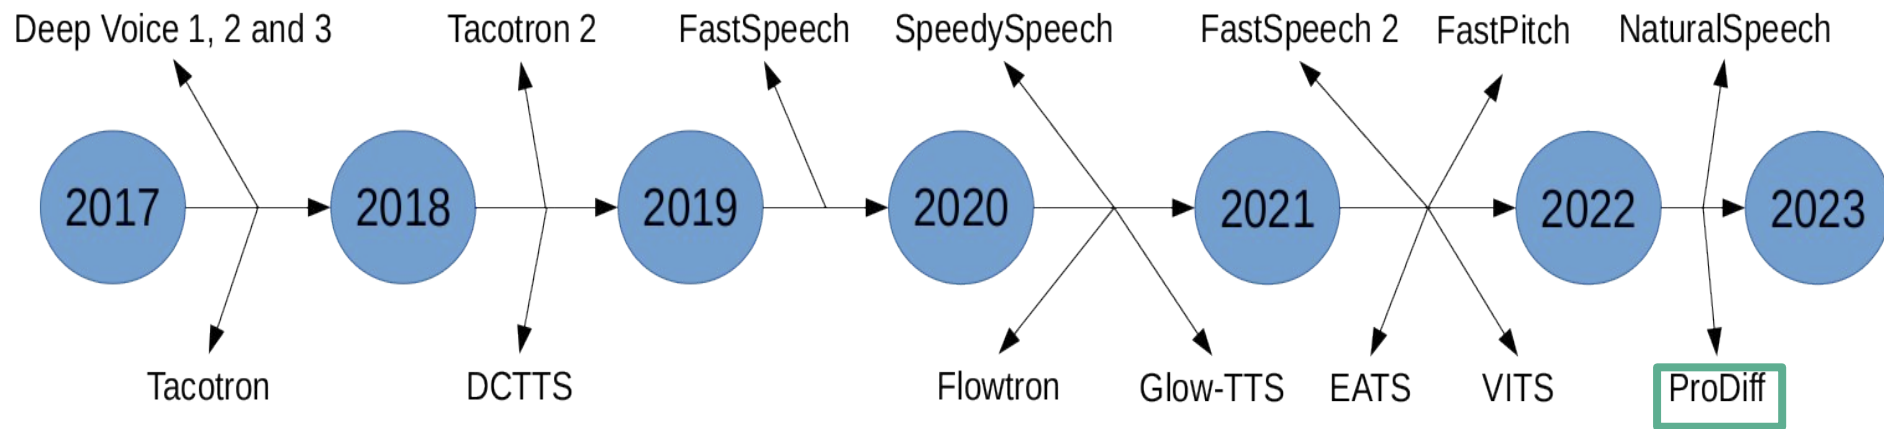 Deep Voice 1, 2 and 3 Tacotron 2 FastSpeech SpeedySpeech FastSpeech 2 FastPitch NaturalSpeech
2017 2018 2019 2020 2021 2022 2023
Tacotron DCTTS Flowtron Glow-TTS EATS VITS ProDiff